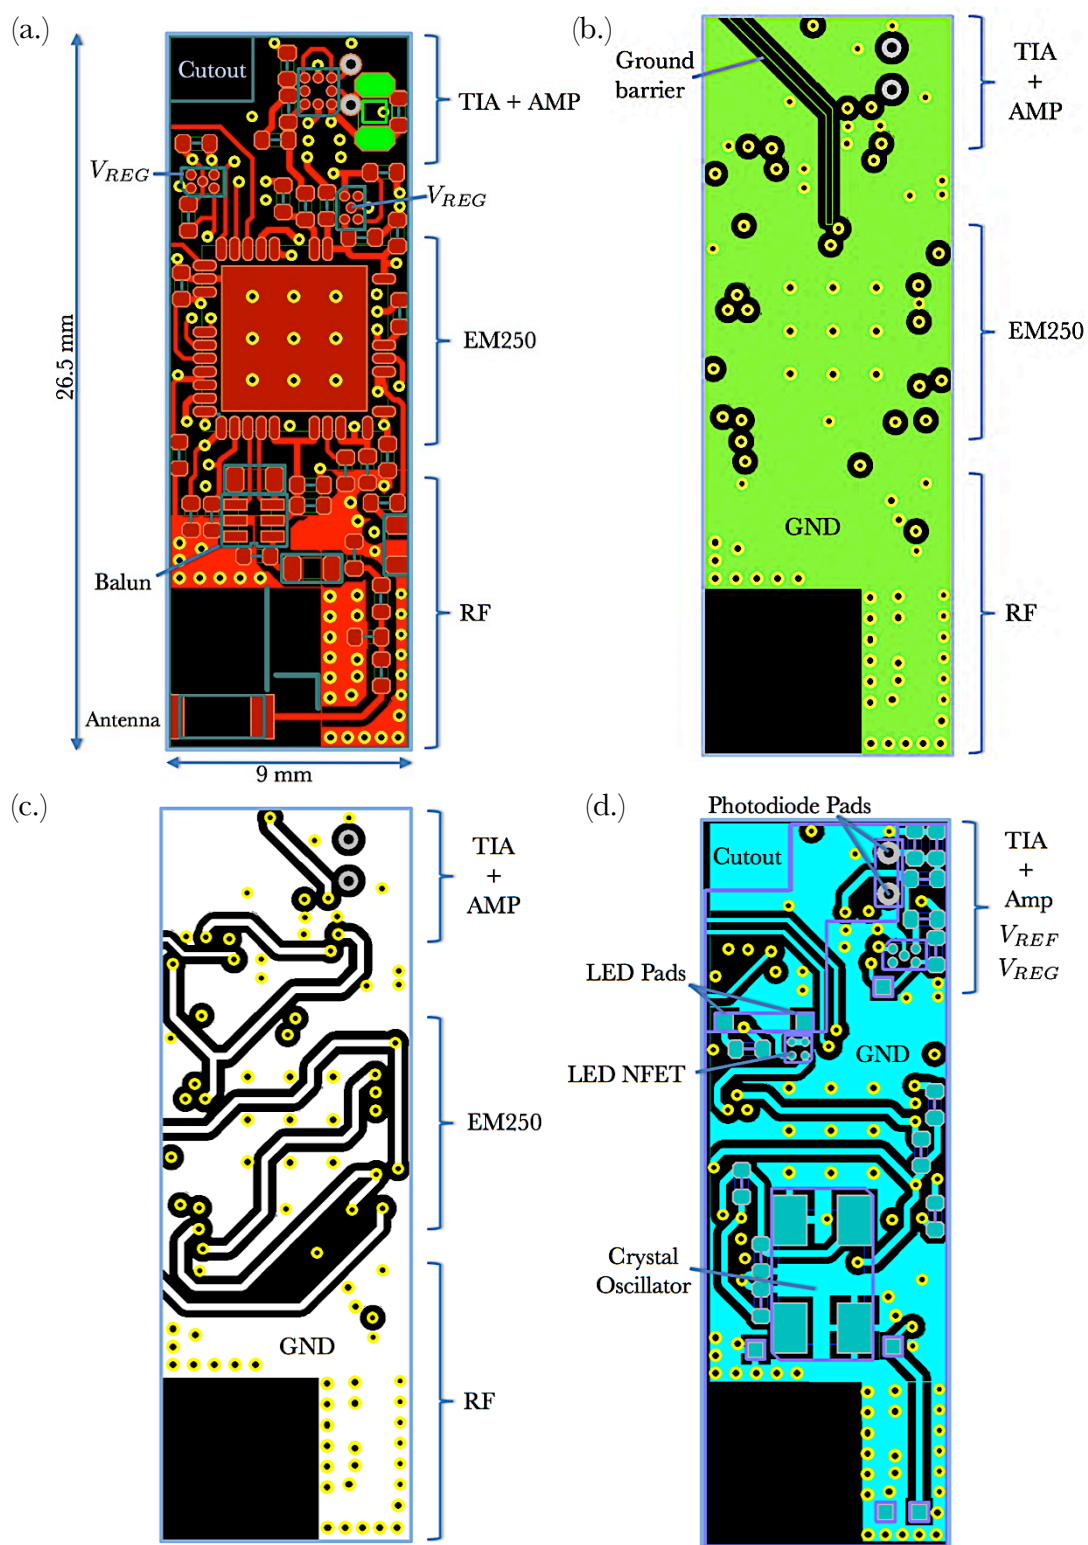 (a.)
Cutout
TIA + AMP
V_REG
V_REG
26.5 mm
EM250
Balun
RF
Antenna
9 mm
(b.)
Ground
barrier
TIA
+
AMP
EM250
GND
RF
(c.)
TIA
+
AMP
EM250
GND
RF
(d.)
Photodiode Pads
Cutout
TIA
+
Amp
V_REF
V_REG
LED Pads
GND
LED NFET
Crystal
Oscillator